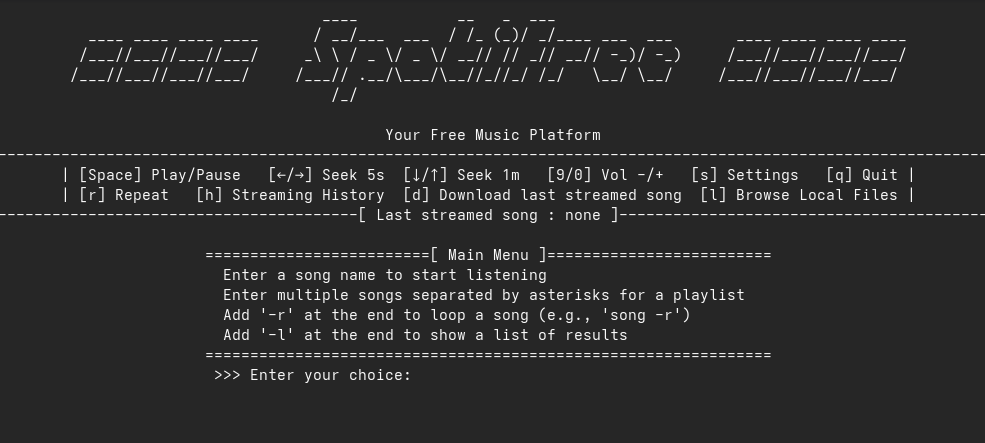 SpotiFree
Your Free Music Platform
| [Space] Play/Pause   [←/→] Seek 5s  [↓/↑] Seek 1m   [9/0] Vol -/+   [s] Settings   [q] Quit |
| [r] Repeat   [h] Streaming History  [d] Download last streamed song  [l] Browse Local Files |
[ Last streamed song : none ]
[ Main Menu ]
Enter a song name to start listening
Enter multiple songs separated by asterisks for a playlist
Add '-r' at the end to loop a song (e.g., 'song -r')
Add '-l' at the end to show a list of results
>>> Enter your choice: